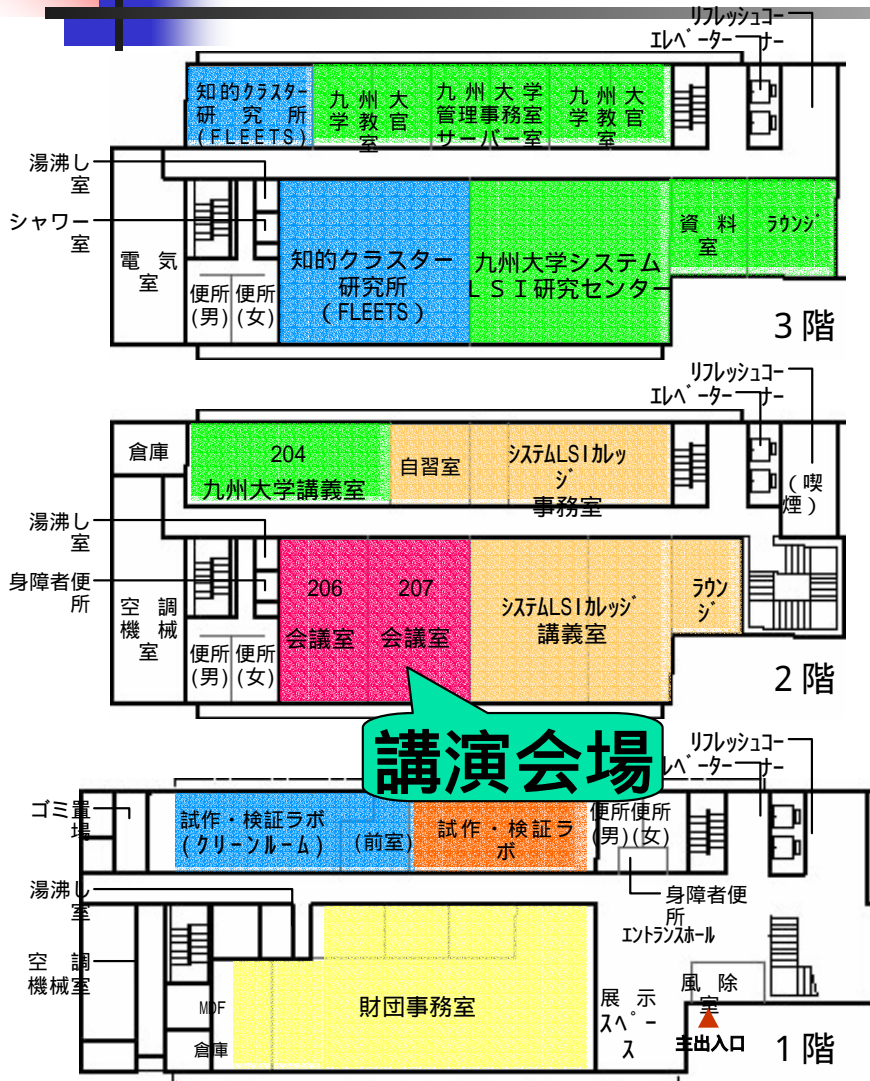 リフレッシュコー
エレベーター ナー
知的クラスター
研究所
(FLEETS)
九州大
学教官
室
九州大学
管理事務室
サーバー室
九州大
学教官
室
湯沸し
室
シャワー
室
電気
室
便所
(男)
便所
(女)
知的クラスター
研究所
(FLEETS)
九州大学システム
ＬＳＩ研究センター
資料
室
ラウンジ
3階
リフレッシュコー
エレベーター ナー
倉庫
204
九州大学講義室
自習室
システムLSIカレッ
ジ
事務室
(喫
煙)
湯沸し
室
身障者便
所
空調
機械
室
便所
(男)
便所
(女)
206
会議室
207
会議室
システムLSIカレッジ
講義室
ラウン
ジ
2階
講演会場
リフレッシュコー
レベーター ナー
ゴミ置
場
試作・検証ラボ
(クリーンルーム)
(前室)
試作・検証ラ
ボ
便所
(男)
便所
(女)
湯沸し
室
身障者便
所
エントランスホール
空調
機械室
MDF
倉庫
財団事務室
展示
スペー
ス
風除
室
主出入口
1階